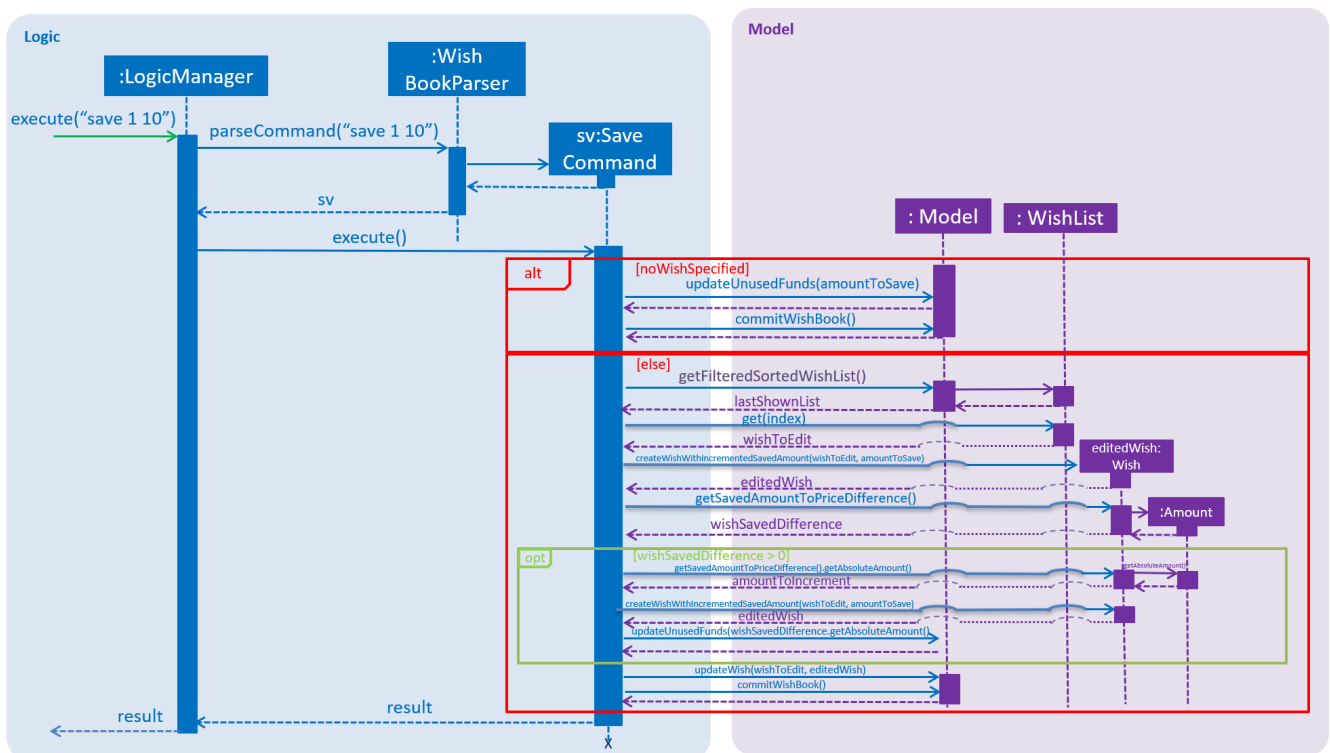 Logic
Model
:LogicManager
:Wish
BookParser
execute(“save 1 10”)
parseCommand(“save 1 10”)
sv:Save
Command
sv
: Model
: WishList
execute()
alt
[noWishSpecified]
updateUnusedFunds(amountToSave)
commitWishBook()
[else]
getFilteredSortedWishList()
lastShownList
get(index)
wishToEdit
editedWish:
Wish
createWishWithIncrementedSavedAmount(wishToEdit, amountToSave)
editedWish
getSavedAmountToPriceDifference()
:Amount
wishSavedDifference
opt
[wishSavedDifference > 0]
getSavedAmountToPriceDifference().getAbsoluteAmount()
getAbsoluteAmount()
amountToIncrement
createWishWithIncrementedSavedAmount(wishToEdit, amountToSave)
editedWish
updateUnusedFunds(wishSavedDifference.getAbsoluteAmount()
updateWish(wishToEdit, editedWish)
commitWishBook()
result
result
X